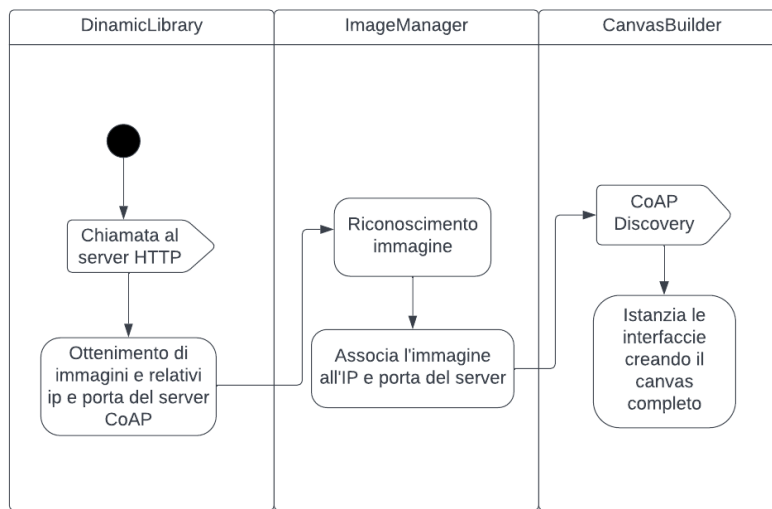 DinamicLibrary
ImageManager
CanvasBuilder
Chiamata al
server HTTP
Ottenimento di
immagini e relativi
ip e porta del server
CoAP
Riconoscimento
immagine
Associa l'immagine
all'IP e porta del server
CoAP
Discovery
Istanzia le
interfaccie
creando il
canvas
completo